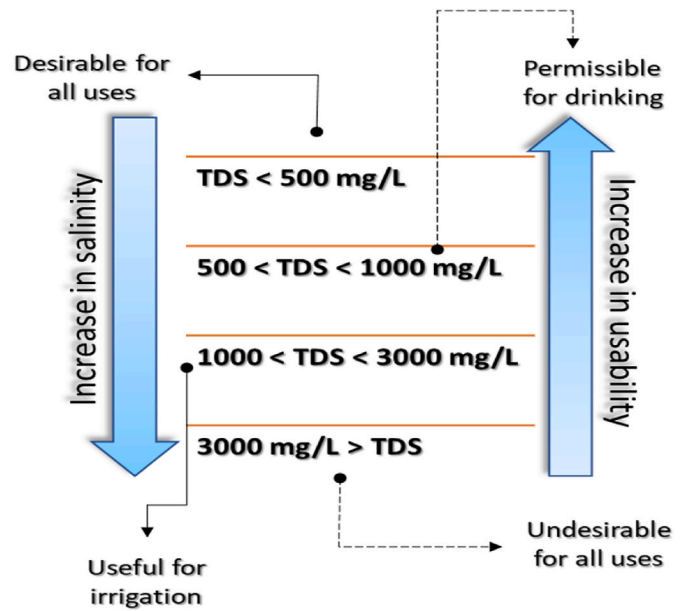 Desirable for
all uses
Permissible
for drinking
Increase in salinity
TDS < 500 mg/L
500 < TDS < 1000 mg/L
1000 < TDS < 3000 mg/L
3000 mg/L > TDS
Increase in usability
Useful for
irrigation
Undesirable
for all uses